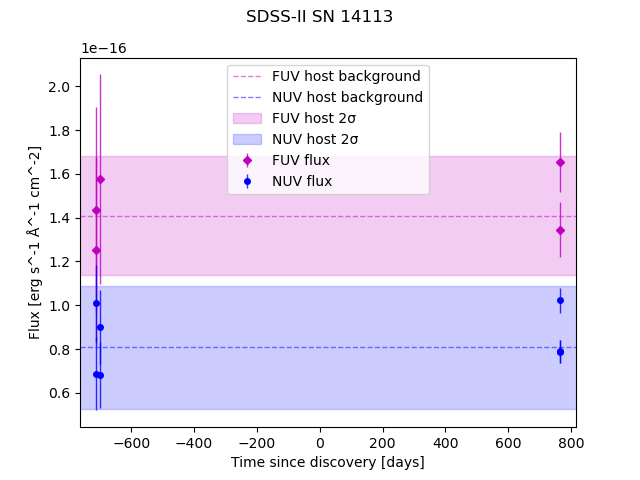 SDSS-II SN 14113
1e−16
FUV host background
NUV host background
FUV host 2σ
NUV host 2σ
FUV flux
NUV flux
2.0
1.8
1.6
1.4
1.2
1.0
0.8
0.6
Flux [erg s^-1 Å^-1 cm^-2]
−600
−400
−200
0
200
400
600
800
Time since discovery [days]